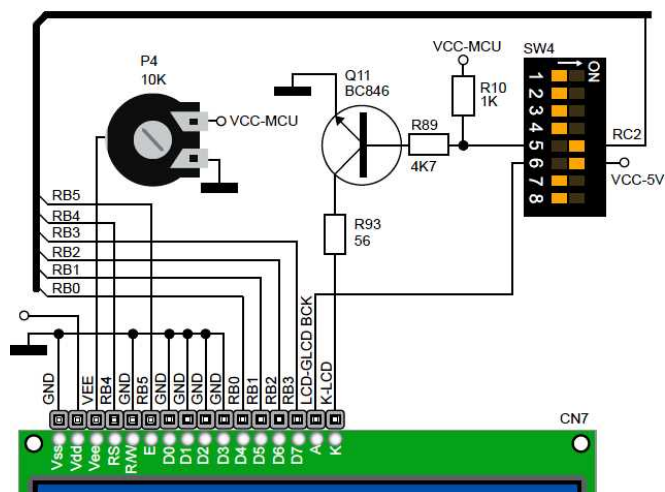 P4
10K
VCC-MCU
Q11
BC846
R89
4K7
VCC-MCU
R10
1K
SW4
ON
1
2
3
4
5
6
7
8
RC2
VCC-5V
R93
56
RB5
RB4
RB3
RB2
RB1
RB0
GND
VEE
RB4
GND
RB5
GND
GND
GND
GND
RB0
RB1
RB2
RB3
LCD-GLCD BCK
K-LCD
CN7
Vss
Vdd
Vee
RS
R/W
E
D0
D1
D2
D3
D4
D5
D6
D7
A
K